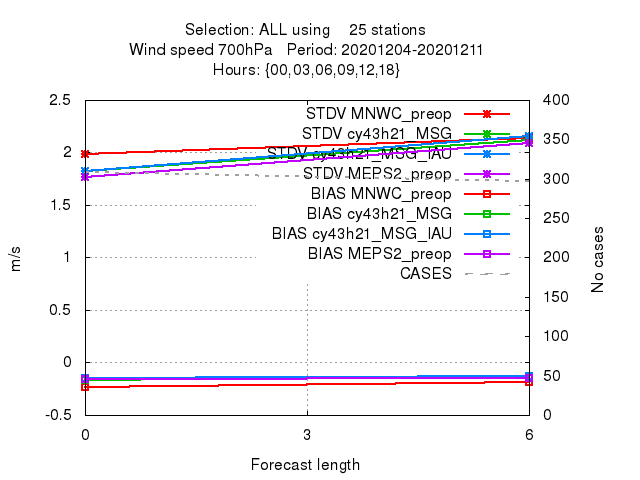 Selection: ALL using 25 stations
Wind speed 700hPa Period: 20201204-20201211
Hours: {00,03,06,09,12,18}
2.5
2
1.5
1
0.5
0
-0.5
m/s
400
350
300
250
200
150
100
50
0
No cases
STDV MNWC_preop
STDV cy43h21_MSG
STDV cy43h21_MSG_IAU
STDV MEPS2_preop
BIAS MNWC_preop
BIAS cy43h21_MSG
BIAS cy43h21_MSG_IAU
BIAS MEPS2_preop
CASES
0 3 6
Forecast length